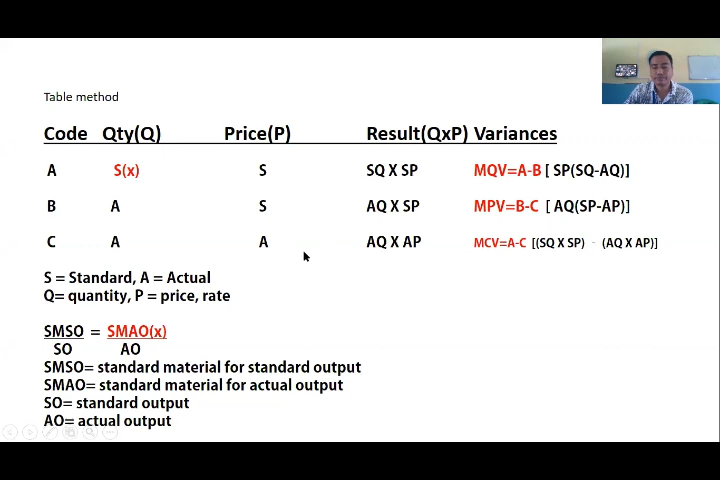 Table method
Code Qty(Q) Price(P) Result(QxP) Variances
A S(x) S SQ X SP MQV=A-B [ SP(SQ-AQ)]
B A S AQ X SP MPV=B-C [ AQ(SP-AP)]
C A A AQ X AP MCV=A-C [(SQ X SP) - (AQ X AP)]
S = Standard, A = Actual
Q= quantity, P = price, rate
SMSO = SMAO(x)
SO AO
SMSO= standard material for standard output
SMAO= standard material for actual output
SO= standard output
AO= actual output